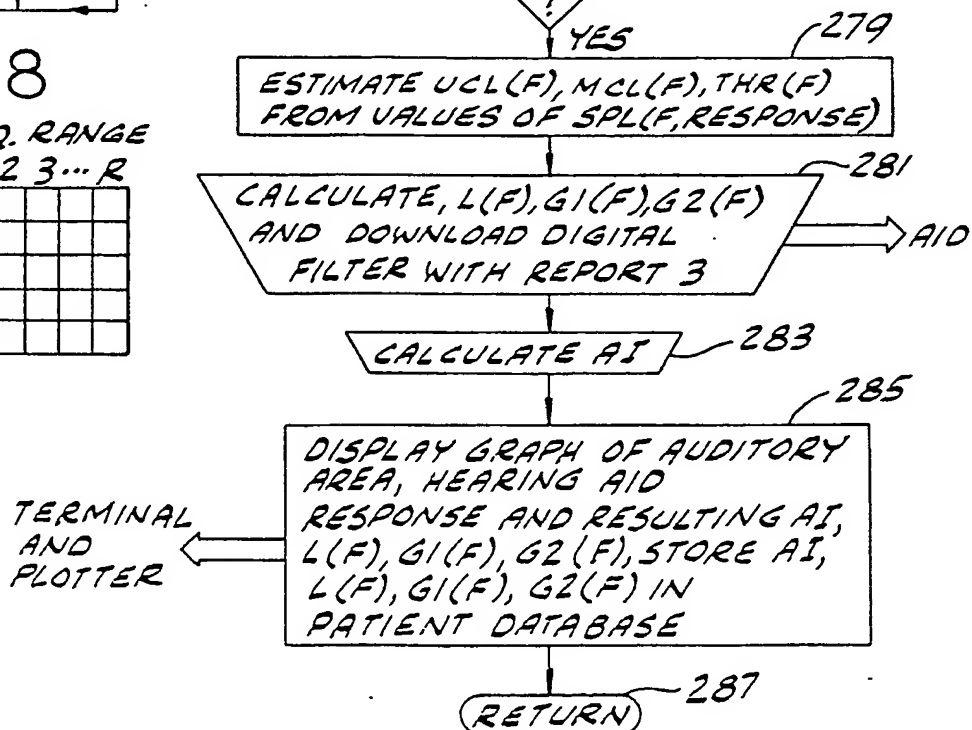 ?
YES
279
ESTIMATE UCL(F), MCL(F), THR(F)
FROM VALUES OF SPL(F, RESPONSE)
8
RANGE
2 3 ... R
281
CALCULATE, L(F), G1(F), G2(F)
AND DOWNLOAD DIGITAL
FILTER WITH REPORT 3
AID
CALCULATE AI
283
285
DISPLAY GRAPH OF AUDITORY
AREA, HEARING AID
RESPONSE AND RESULTING AI,
L(F), G1(F), G2(F), STORE AI,
L(F), G1(F), G2(F) IN
PATIENT DATABASE
TERMINAL
AND
PLOTTER
287
RETURN